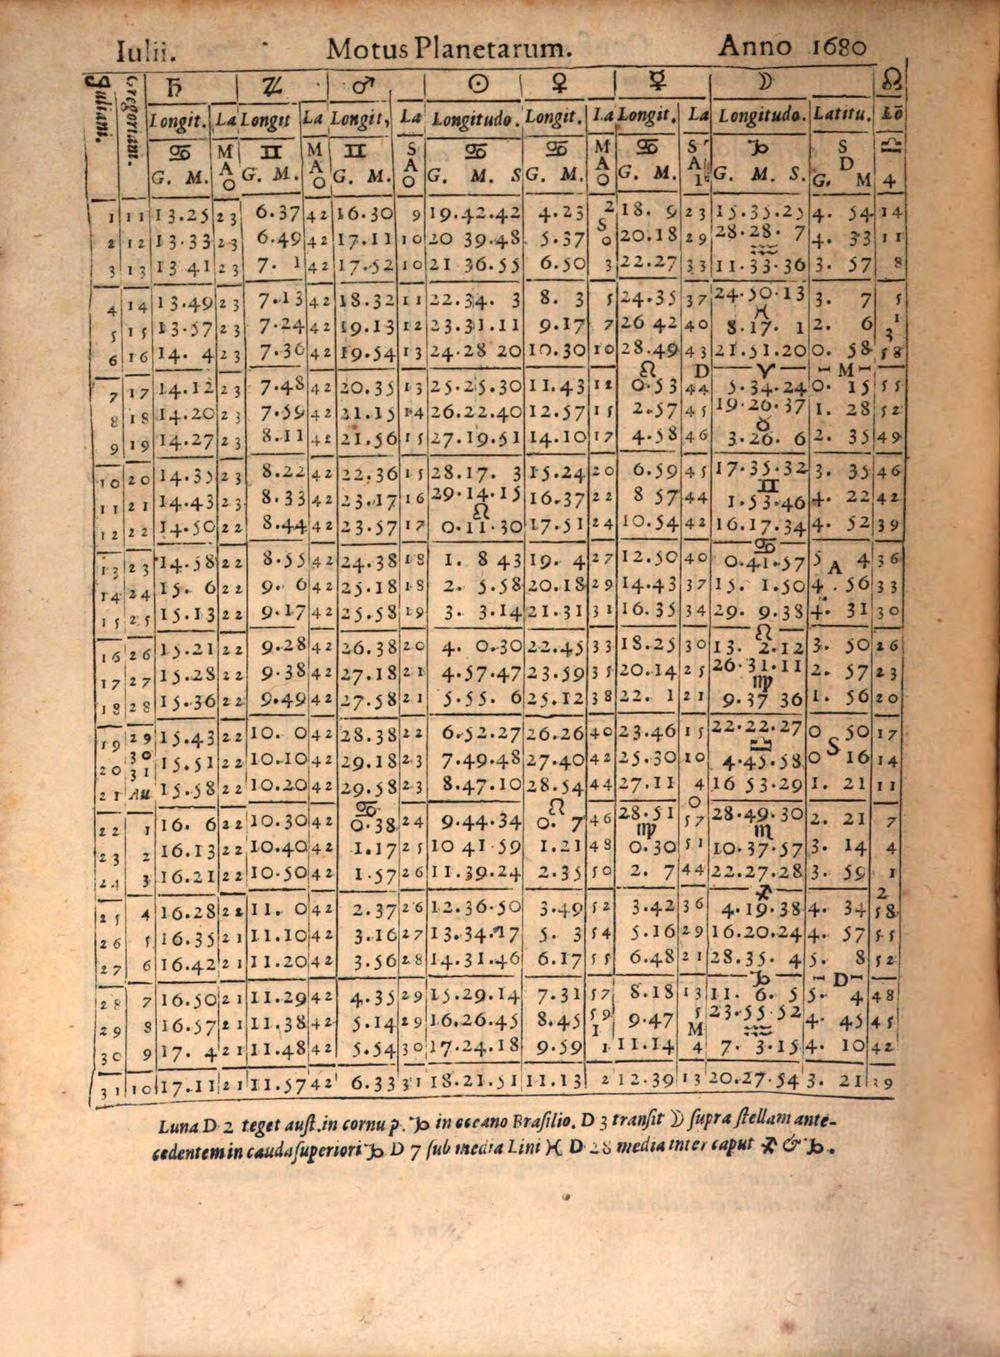 Iulii. Motus Planetarum. Anno 1680
Juliani. Gregorian. ♄ ♃ ♂ ☉ ♀ ☿ ☽ ☊
Longit. La Longit La Longit, La Longitudo. Longit. La Longit. La Longitudo. Latitu. Lō
♋ M ♊ M ♊ S ♋ ♋ M ♋ S ♑ S ♎
G. M. A O G. M. A O G. M. A O G. M. S G. M. A O G. M. A 1° G. M. S. D G. M 4
1 11 13.25 23 6.37 42 16.30 9 19.42.42 4.23 2 18. 9 23 15.35.25 4. 54 14
2 12 13.33 23 6.49 42 17.11 10 20 39.48 5.37 S 0 20.18 29 28.28. 7 4. 33 11
♒
3 13 13 41 23 7. 1 42 17.52 10 21 36.55 6.50 3 22.27 33 11.33.36 3. 57 8
4 14 13.49 23 7.13 42 18.32 11 22.34. 3 8. 3 5 24.35 37 24.50.13 3. 7 5
♓
5 15 13.57 23 7.24 42 19.13 12 23.31.11 9.17 7 26 42 40 8.17. 1 2. 6 3 1
6 16 14. 4 23 7.36 42 19.54 13 24.28 20 10.30 10 28.49 43 21.51.20 0. 58 58
♌ D ♈ M
7 17 14.12 23 7.48 42 20.35 13 25.25.30 11.43 12 0.53 44 5.34.24 0. 15 55
8 18 14.20 23 7.59 42 21.15 14 26.22.40 12.57 15 2.57 45 19.26.37 1. 28 52
♉
9 19 14.27 23 8.11 42 21.56 15 27.19.51 14.10 17 4.58 46 3.26. 6 2. 35 49
10 20 14.35 23 8.22 42 22.36 15 28.17. 3 15.24 20 6.59 45 17.35.32 3. 35 46
♊
11 21 14.43 23 8.33 42 23.17 16 29.14.15 16.37 22 8 57 44 1.53.46 4. 22 42
♌
12 22 14.50 22 8.44 42 23.57 17 0.11.30 17.51 24 10.54 42 16.17.34 4. 52 39
♋
13 23 14.58 22 8.55 42 24.38 18 1. 8 43 19. 4 27 12.50 40 0.41.57 5 A 4 36
14 24 15. 6 22 9. 6 42 25.18 18 2. 5.58 20.18 29 14.43 37 15. 1.50 4. 56 33
15 25 15.13 22 9.17 42 25.58 19 3. 3.14 21.31 31 16.35 34 29. 9.38 4. 31 30
♌
16 26 15.21 22 9.28 42 26.38 20 4. 0.30 22.45 33 18.25 30 13. 2.12 3. 50 26
17 27 15.28 22 9.38 42 27.18 21 4.57.47 23.59 35 20.14 25 26.31.11 2. 57 23
♍
18 28 15.36 22 9.49 42 27.58 21 5.55. 6 25.12 38 22. 1 21 9.37 36 1. 56 20
19 29 15.43 22 10. 0 42 28.38 22 6.52.27 26.26 40 23.46 15 22.22.27 0 50 17
♎ S
20 30 15.51 22 10.10 42 29.18 23 7.49.48 27.40 42 25.30 10 4.45.58 0 16 14
21 31 Au 15.58 22 10.20 42 29.58 23 8.47.10 28.54 44 27.11 4 16 53.29 1. 21 11
♋ ♌ O
22 1 16. 6 22 10.30 42 0.38 24 9.44.34 0. 7 46 28.51 57 28.49.30 2. 21 7
♍ ♏
23 2 16.13 22 10.40 42 1.17 25 10 41 59 1.21 48 0.30 51 10.37.57 3. 14 4
24 3 16.21 22 10.50 42 1.57 26 11.39.24 2.35 50 2. 7 44 22.27.28 3. 59 1
♐ 2
25 4 16.28 22 11. 0 42 2.37 26 12.36.50 3.49 52 3.42 36 4.19.38 4. 34 58
26 5 16.35 21 11.10 42 3.16 27 13.34.17 5. 3 54 5.16 29 16.20.24 4. 57 55
27 6 16.42 21 11.20 42 3.56 28 14.31.46 6.17 55 6.48 21 28.35. 4 5. 8 52
♑ D
28 7 16.50 21 11.29 42 4.35 29 15.29.14 7.31 57 8.18 13 11. 6. 5 5. 4 48
29 8 16.57 21 11.38 42 5.14 29 16.26.45 8.45 59 9.47 5 23.55.52 4. 45 45
1 M ♒
30 9 17. 4 21 11.48 42 5.54 30 17.24.18 9.59 1 11.14 4 7. 3.15 4. 10 42
31 10 17.11 21 11.57 42 6.33 31 18.21.51 11.13 2 12.39 13 20.27.54 3. 21 39
Luna D 2 teget aust. in cornu p. ♑ in oceano Brasilio. D 3 transit ☽ supra stellam ante-
cedentem in cauda superiori ♑ D 7 sub media Lini ♓ D 28 media inter caput ♐ & ♑.